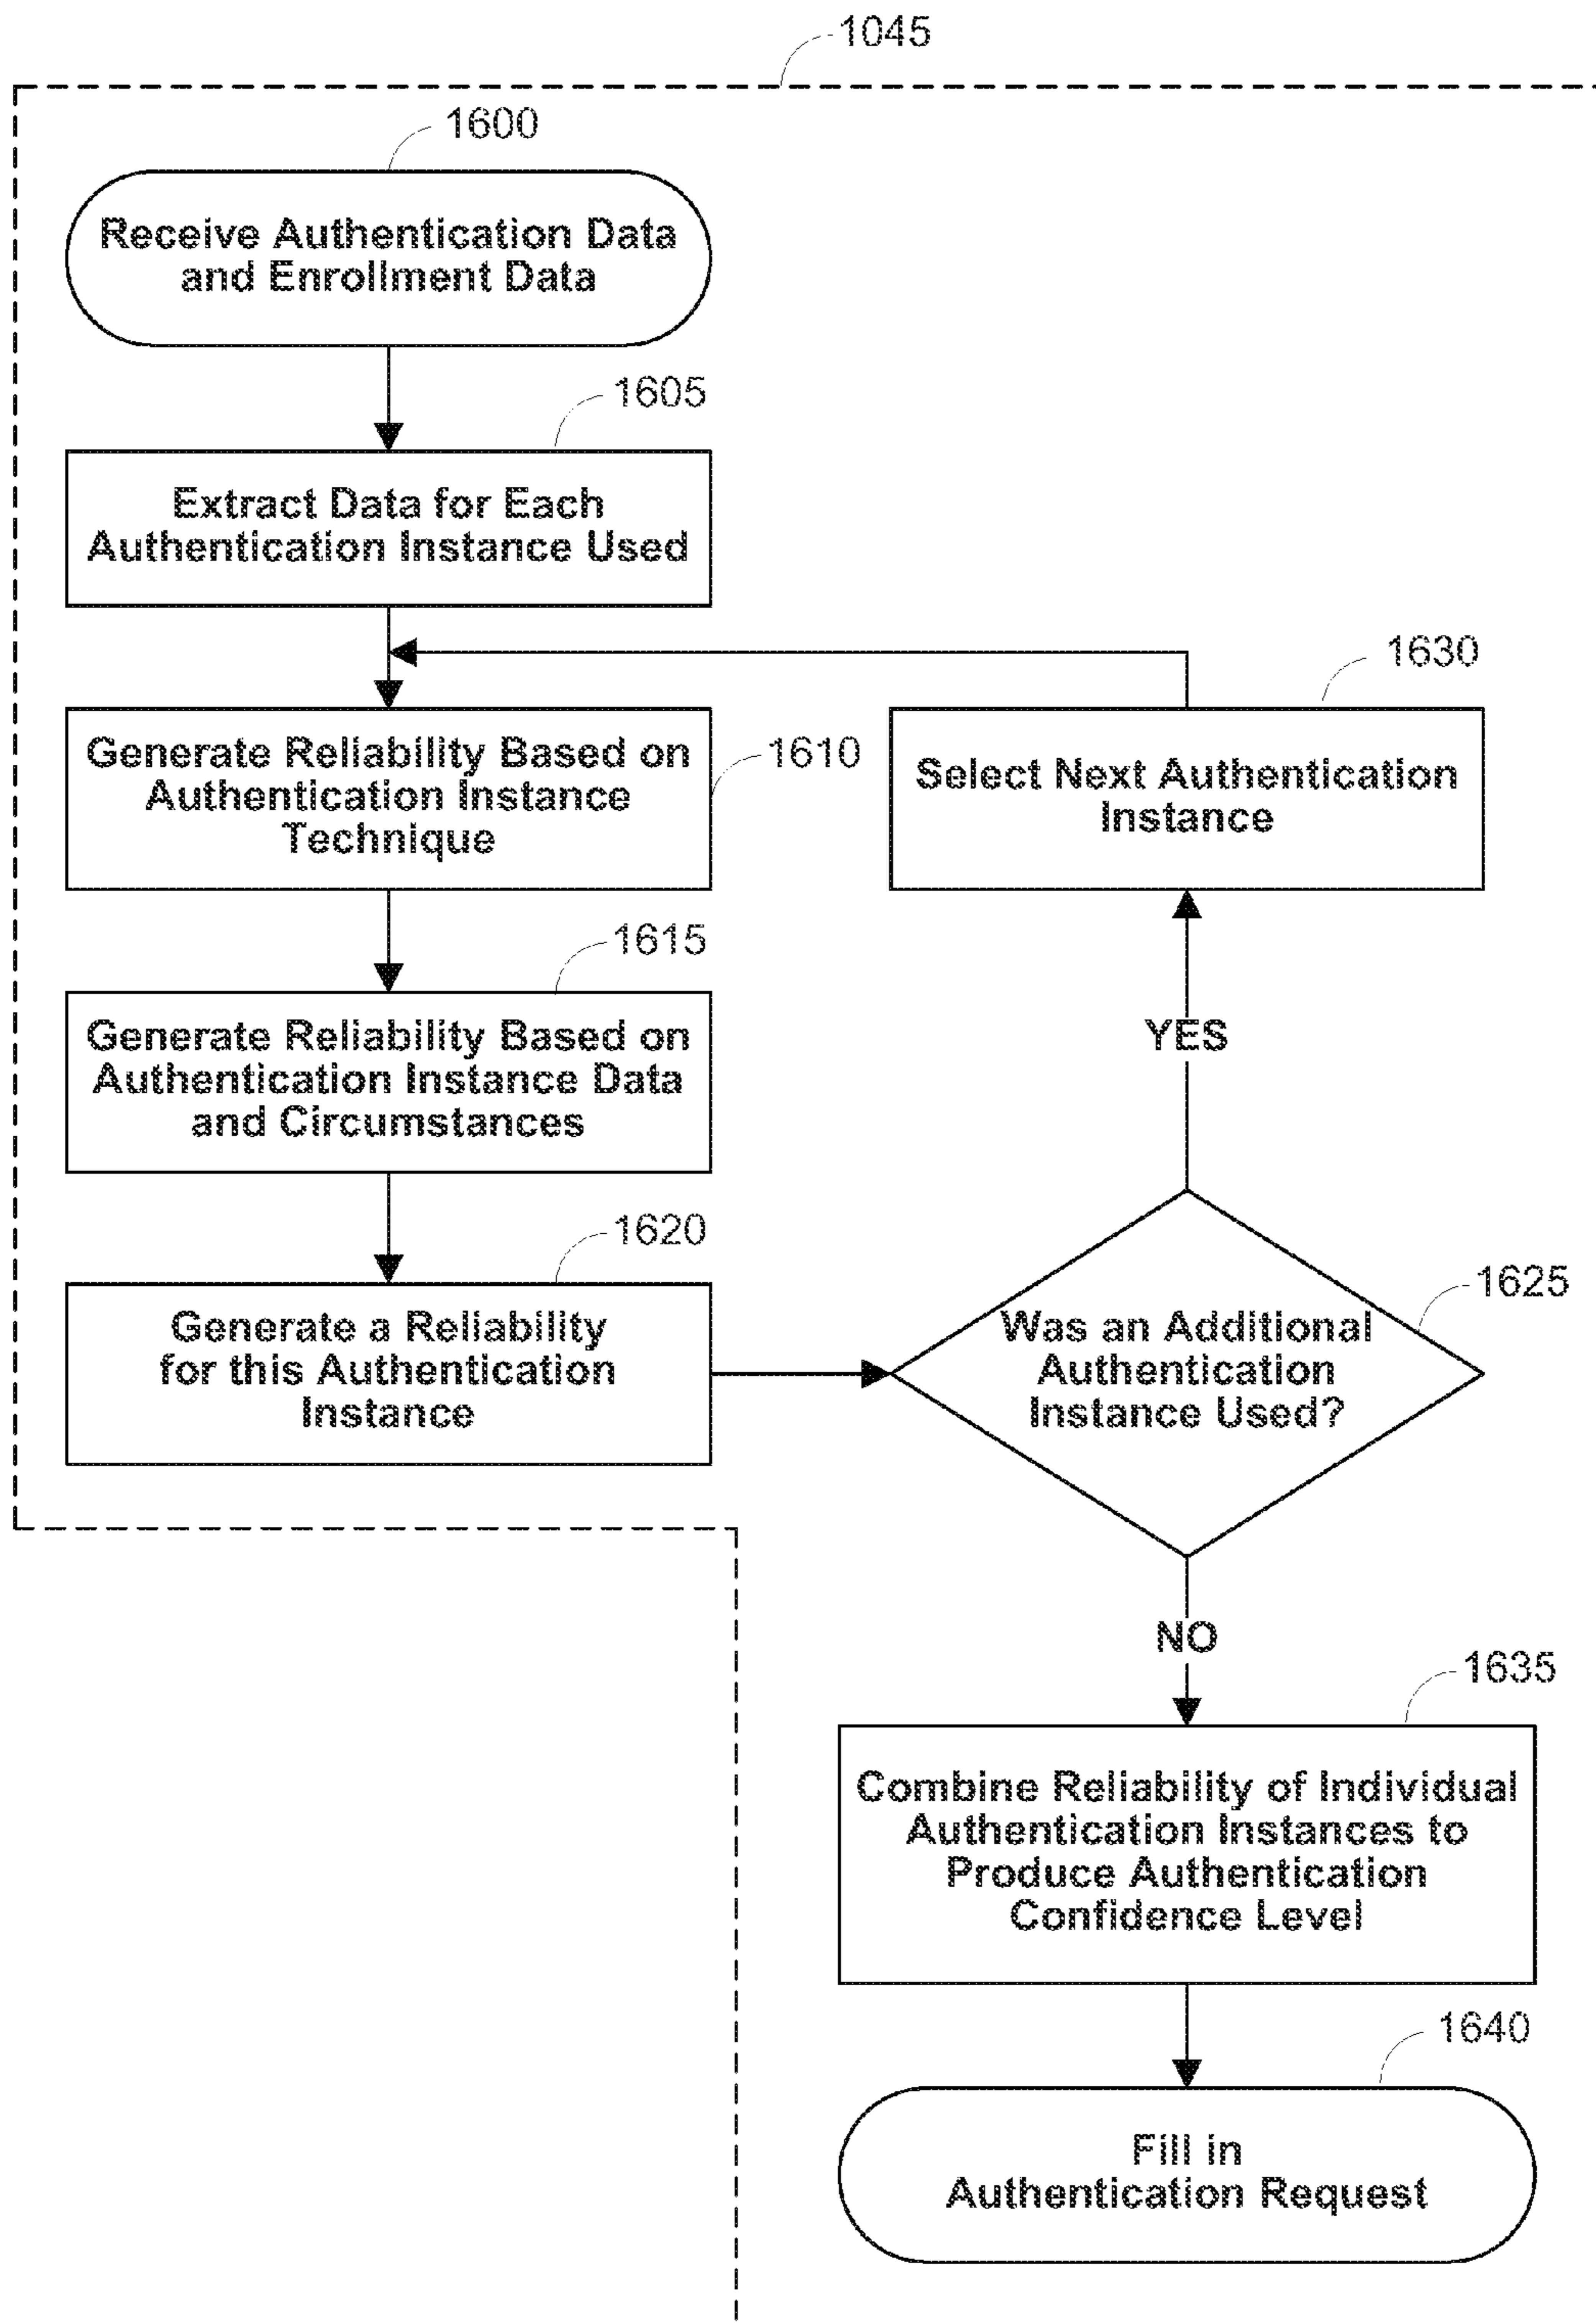 1045
1600
Receive Authentication Data
and Enrollment Data
1605
Extract Data for Each
Authentication Instance Used
1630
Generate Reliability Based on
Authentication Instance
Technique
1610
Select Next Authentication
Instance
1615
Generate Reliability Based on
Authentication Instance Data
and Circumstances
YES
1620
Generate a Reliability
for this Authentication
Instance
1625
Was an Additional
Authentication
Instance Used?
NO
1635
Combine Reliability of Individual
Authentication Instances to
Produce Authentication
Confidence Level
1640
Fill in
Authentication Request